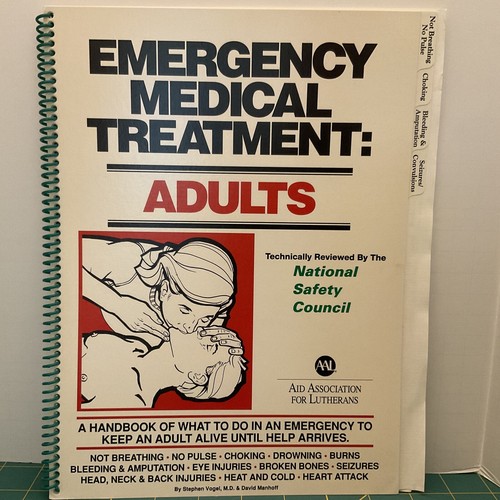 EMERGENCY
MEDICAL
TREATMENT:
ADULTS
Technically Reviewed By The
National
Safety
Council
AAL
AID ASSOCIATION
FOR LUTHERANS
A HANDBOOK OF WHAT TO DO IN AN EMERGENCY TO
KEEP AN ADULT ALIVE UNTIL HELP ARRIVES.
NOT BREATHING • NO PULSE • CHOKING • DROWNING • BURNS
BLEEDING & AMPUTATION • EYE INJURIES • BROKEN BONES • SEIZURES
HEAD, NECK & BACK INJURIES • HEAT AND COLD • HEART ATTACK
By Stephen Vogel, M.D. & David Manhoff
Not Breathing
No Pulse
Choking
Bleeding &
Amputation
Seizures/
Convulsions